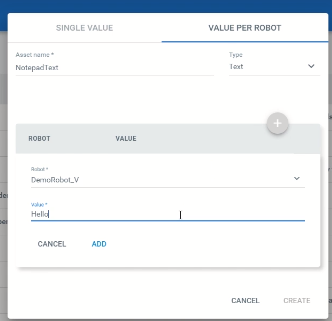 SINGLE VALUE
VALUE PER ROBOT
Asset name *
NotepadText
Type
Text
ROBOT
VALUE
Robot *
DemoRobot_V
Value *
Hello
CANCEL
ADD
CANCEL
CREATE